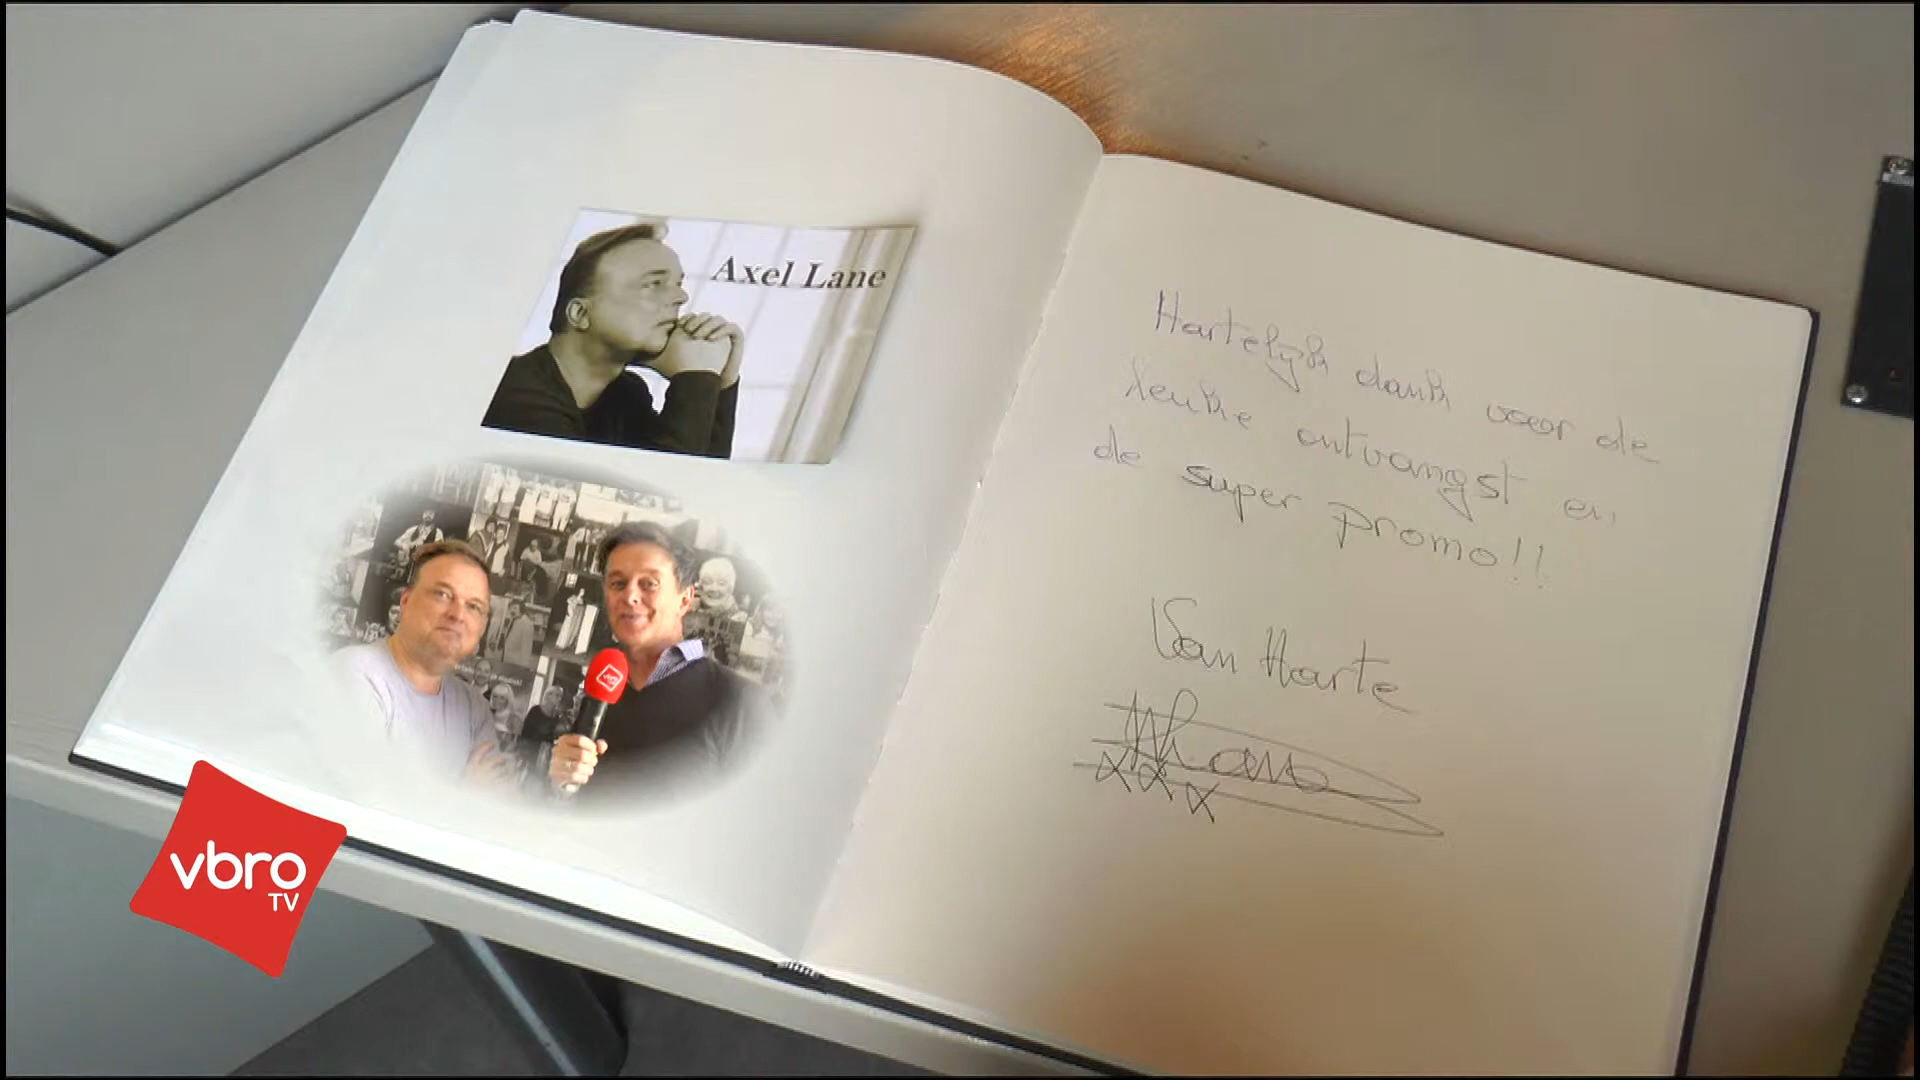 Axel Lane
Hartelijk dank voor de
leuke ontvangst en
de super promo!!
Van Harte
xxx
vbro
TV